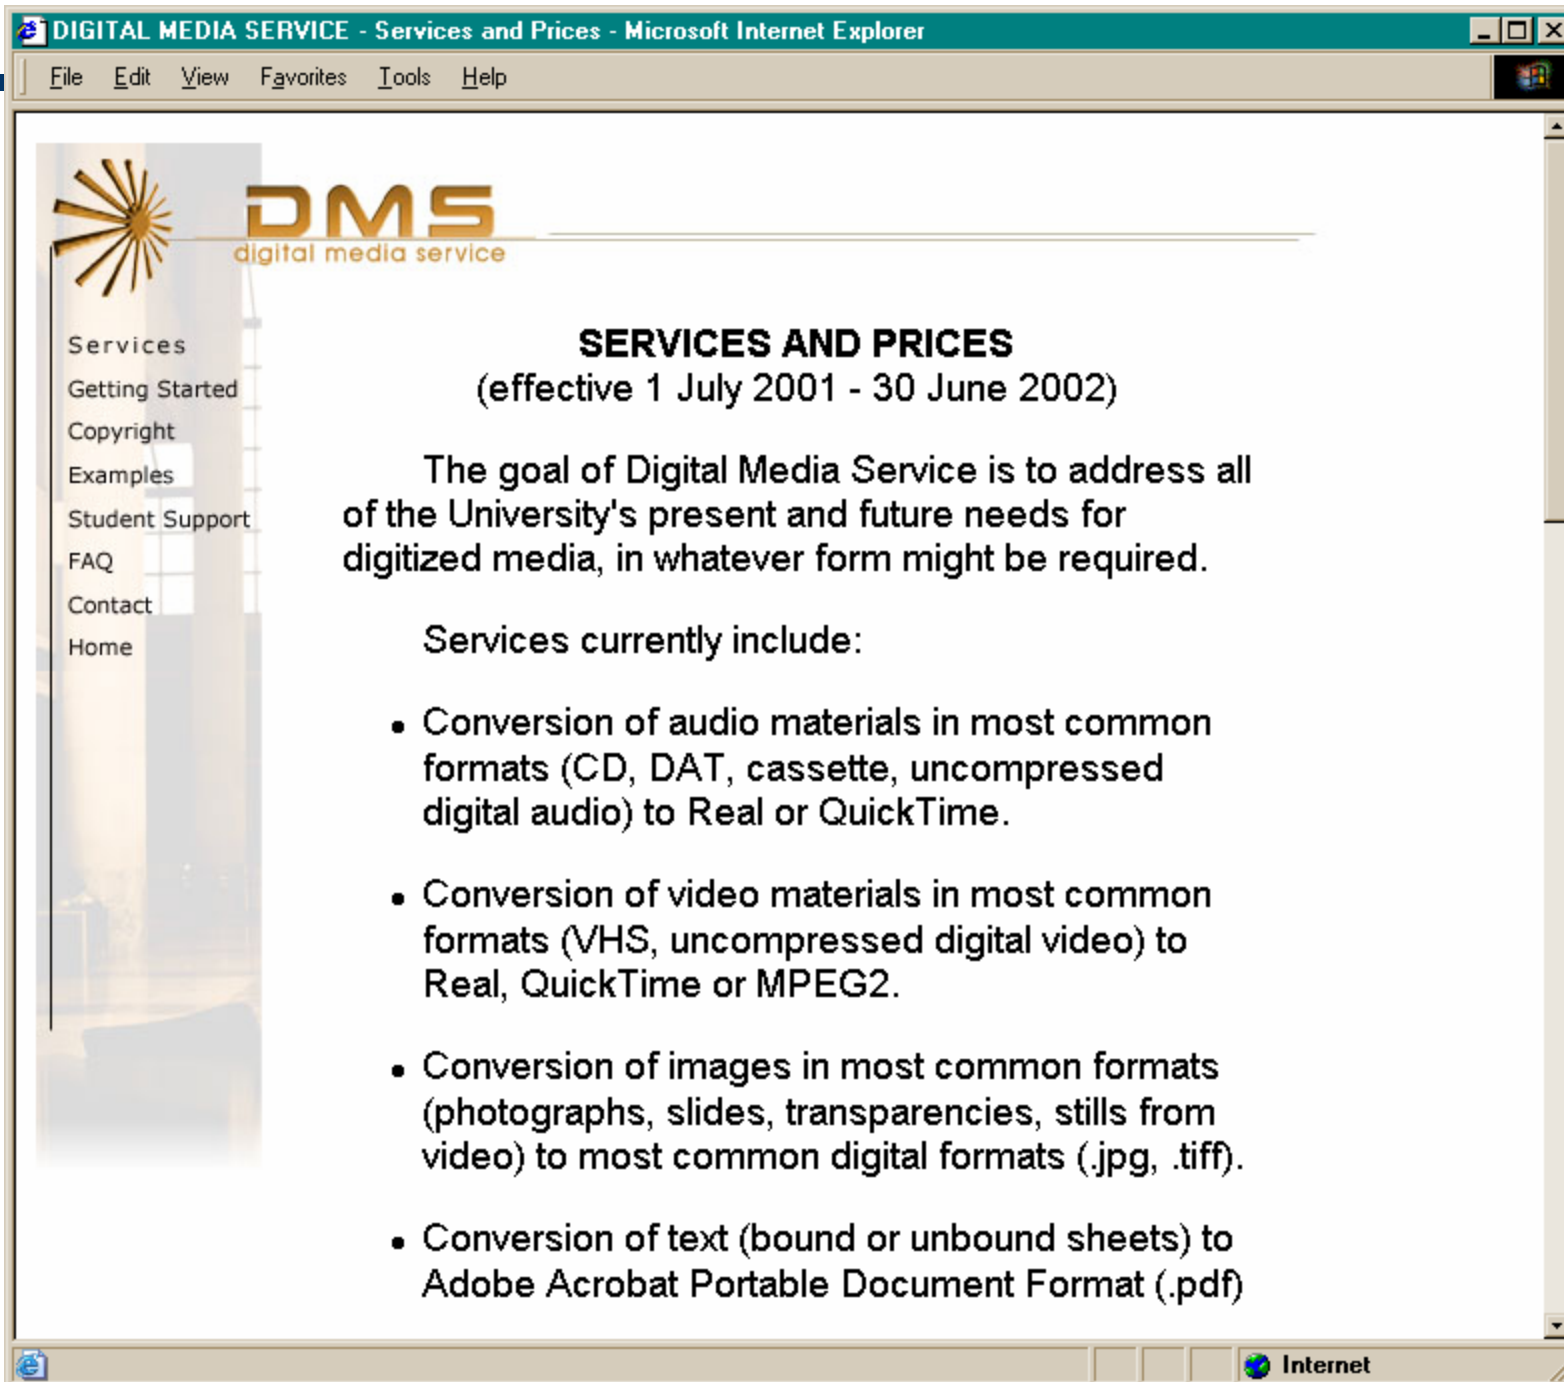 DIGITAL MEDIA SERVICE - Services and Prices - Microsoft Internet Explorer
File Edit View Favorites Tools Help
DMS
digital media service
Services
Getting Started
Copyright
Examples
Student Support
FAQ
Contact
Home
SERVICES AND PRICES
(effective 1 July 2001 - 30 June 2002)
The goal of Digital Media Service is to address all
of the University's present and future needs for
digitized media, in whatever form might be required.
Services currently include:
• Conversion of audio materials in most common
formats (CD, DAT, cassette, uncompressed
digital audio) to Real or QuickTime.
• Conversion of video materials in most common
formats (VHS, uncompressed digital video) to
Real, QuickTime or MPEG2.
• Conversion of images in most common formats
(photographs, slides, transparencies, stills from
video) to most common digital formats (.jpg, .tiff).
• Conversion of text (bound or unbound sheets) to
Adobe Acrobat Portable Document Format (.pdf)
Internet